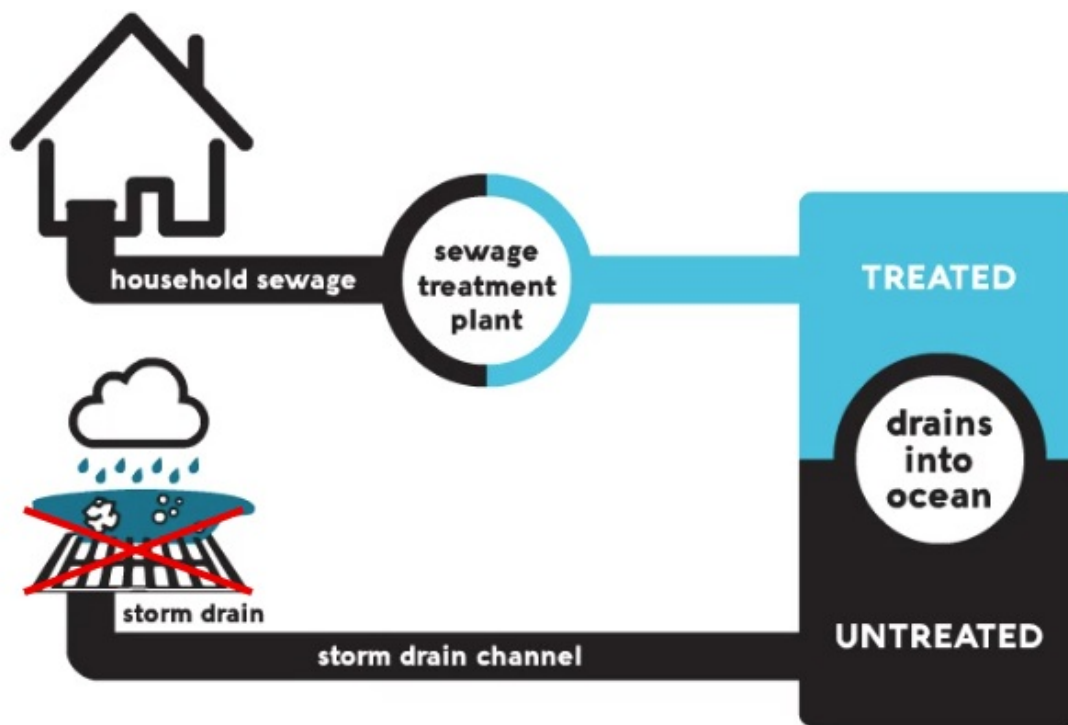 household sewage
sewage
treatment
plant
TREATED
drains
into
ocean
storm drain
storm drain channel
UNTREATED